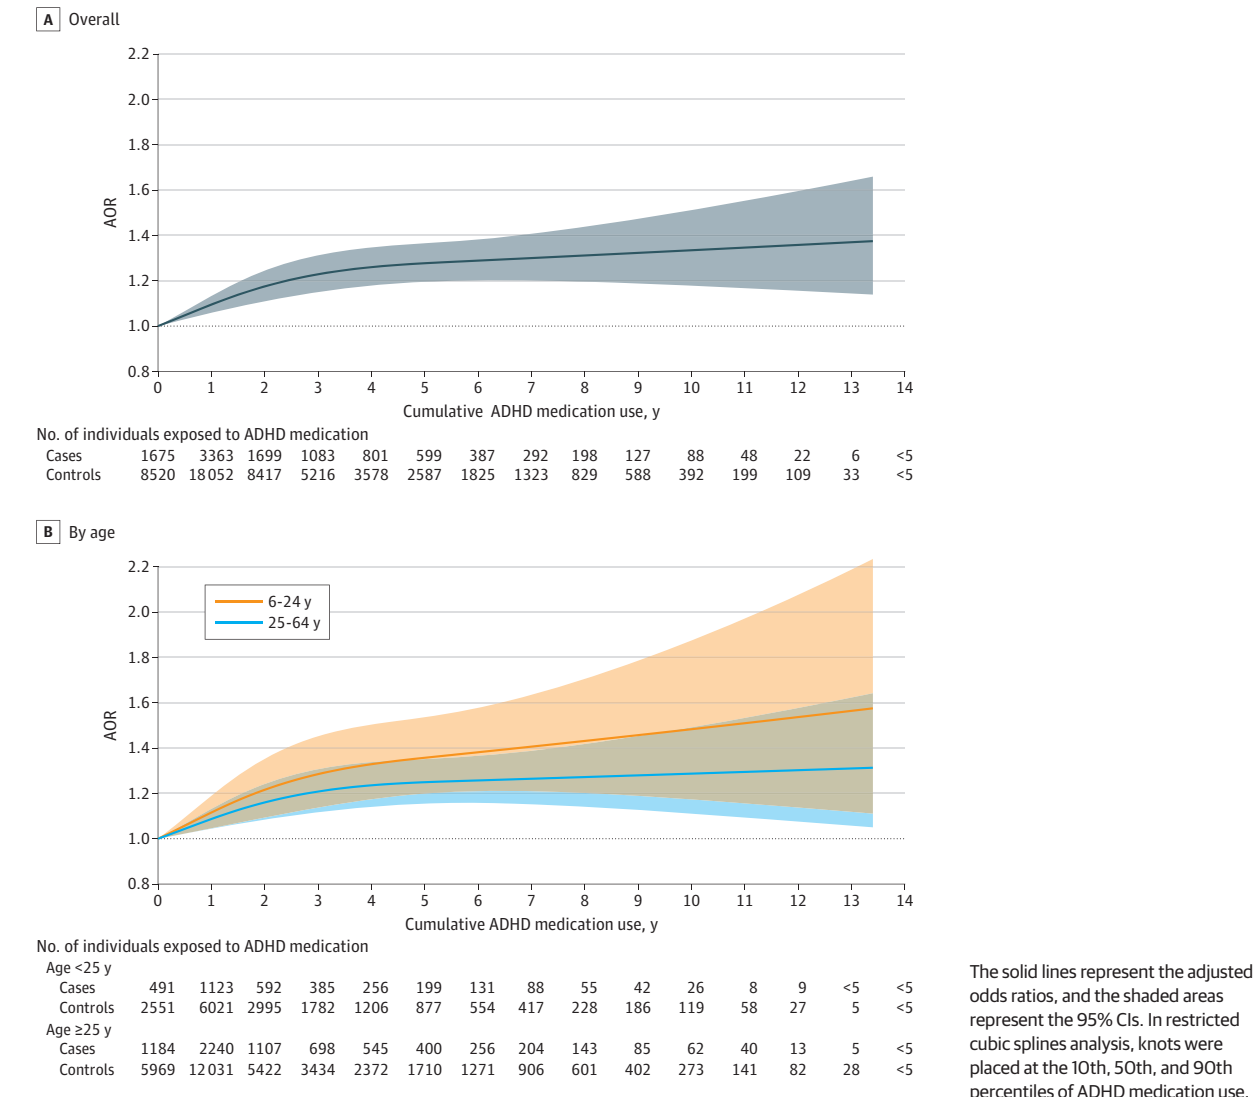 A Overall
2.2
2.0
1.8
1.6
1.4
1.2
1.0
0.8
AOR
0 1 2 3 4 5 6 7 8 9 10 11 12 13 14
Cumulative ADHD medication use, y
No. of individuals exposed to ADHD medication
Cases 1675 3363 1699 1083 801 599 387 292 198 127 88 48 22 6 <5
Controls 8520 18052 8417 5216 3578 2587 1825 1323 829 588 392 199 109 33 <5
B By age
2.2
2.0
1.8
1.6
1.4
1.2
1.0
0.8
AOR
6-24 y
25-64 y
0 1 2 3 4 5 6 7 8 9 10 11 12 13 14
Cumulative ADHD medication use, y
No. of individuals exposed to ADHD medication
Age <25 y
Cases 491 1123 592 385 256 199 131 88 55 42 26 8 9 <5 <5
Controls 2551 6021 2995 1782 1206 877 554 417 228 186 119 58 27 5 <5
Age ≥25 y
Cases 1184 2240 1107 698 545 400 256 204 143 85 62 40 13 5 <5
Controls 5969 12031 5422 3434 2372 1710 1271 906 601 402 273 141 82 28 <5
The solid lines represent the adjusted
odds ratios, and the shaded areas
represent the 95% CIs. In restricted
cubic splines analysis, knots were
placed at the 10th, 50th, and 90th
percentiles of ADHD medication use.